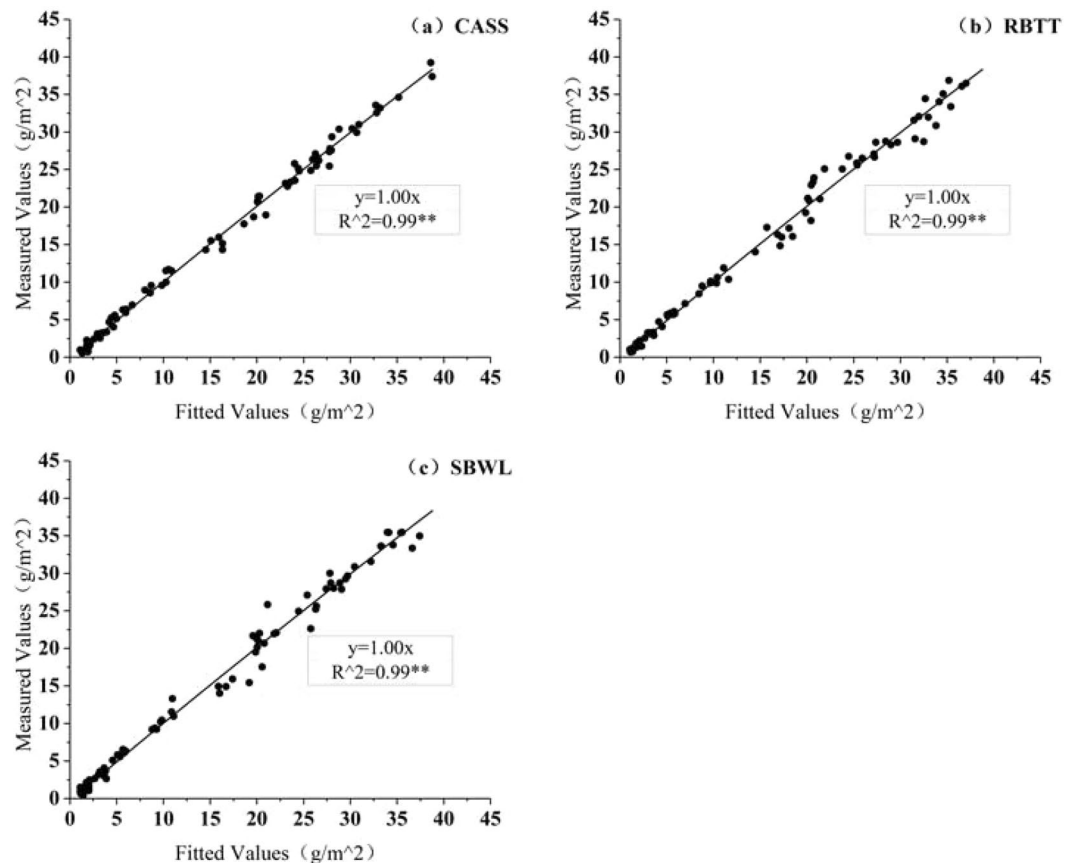 （a）CASS
45
40
35
30
25
20
15
10
5
0
Measured Values（g/m^2）
y=1.00x
R^2=0.99**
0 5 10 15 20 25 30 35 40 45
Fitted Values（g/m^2）
（b）RBTT
45
40
35
30
25
20
15
10
5
0
Measured Values（g/m^2）
y=1.00x
R^2=0.99**
0 5 10 15 20 25 30 35 40 45
Fitted Values（g/m^2）
（c）SBWL
45
40
35
30
25
20
15
10
5
0
Measured Values（g/m^2）
y=1.00x
R^2=0.99**
0 5 10 15 20 25 30 35 40 45
Fitted Values（g/m^2）